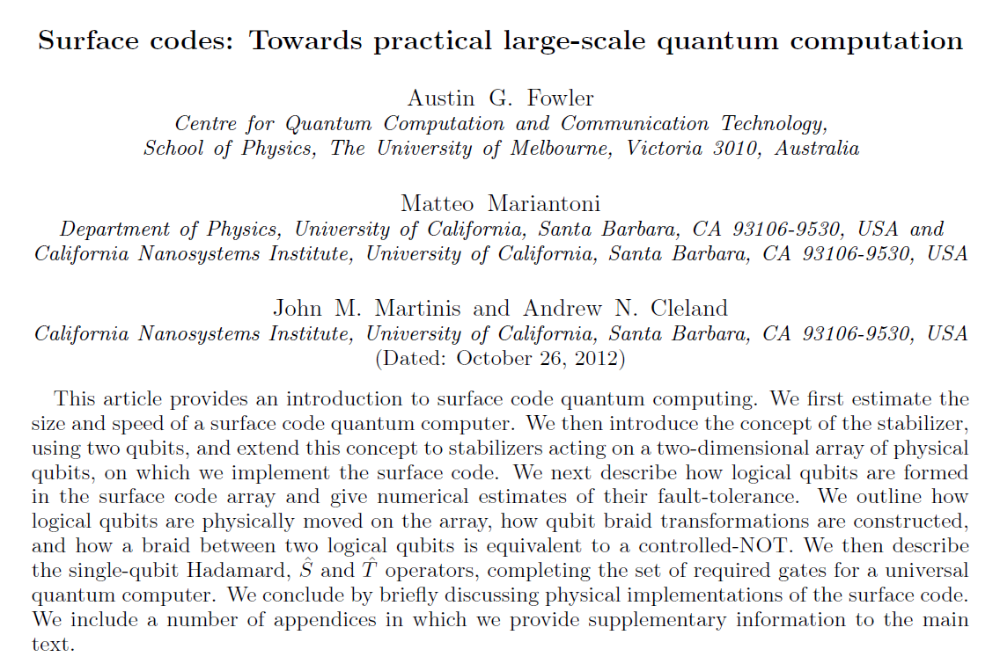 Surface codes: Towards practical large-scale quantum computation
Austin G. Fowler
Centre for Quantum Computation and Communication Technology,
School of Physics, The University of Melbourne, Victoria 3010, Australia
Matteo Mariantoni
Department of Physics, University of California, Santa Barbara, CA 93106-9530, USA and
California Nanosystems Institute, University of California, Santa Barbara, CA 93106-9530, USA
John M. Martinis and Andrew N. Cleland
California Nanosystems Institute, University of California, Santa Barbara, CA 93106-9530, USA
(Dated: October 26, 2012)
This article provides an introduction to surface code quantum computing. We first estimate the
size and speed of a surface code quantum computer. We then introduce the concept of the stabilizer,
using two qubits, and extend this concept to stabilizers acting on a two-dimensional array of physical
qubits, on which we implement the surface code. We next describe how logical qubits are formed
in the surface code array and give numerical estimates of their fault-tolerance. We outline how
logical qubits are physically moved on the array, how qubit braid transformations are constructed,
and how a braid between two logical qubits is equivalent to a controlled-NOT. We then describe
the single-qubit Hadamard, Ŝ and T̂ operators, completing the set of required gates for a universal
quantum computer. We conclude by briefly discussing physical implementations of the surface code.
We include a number of appendices in which we provide supplementary information to the main
text.